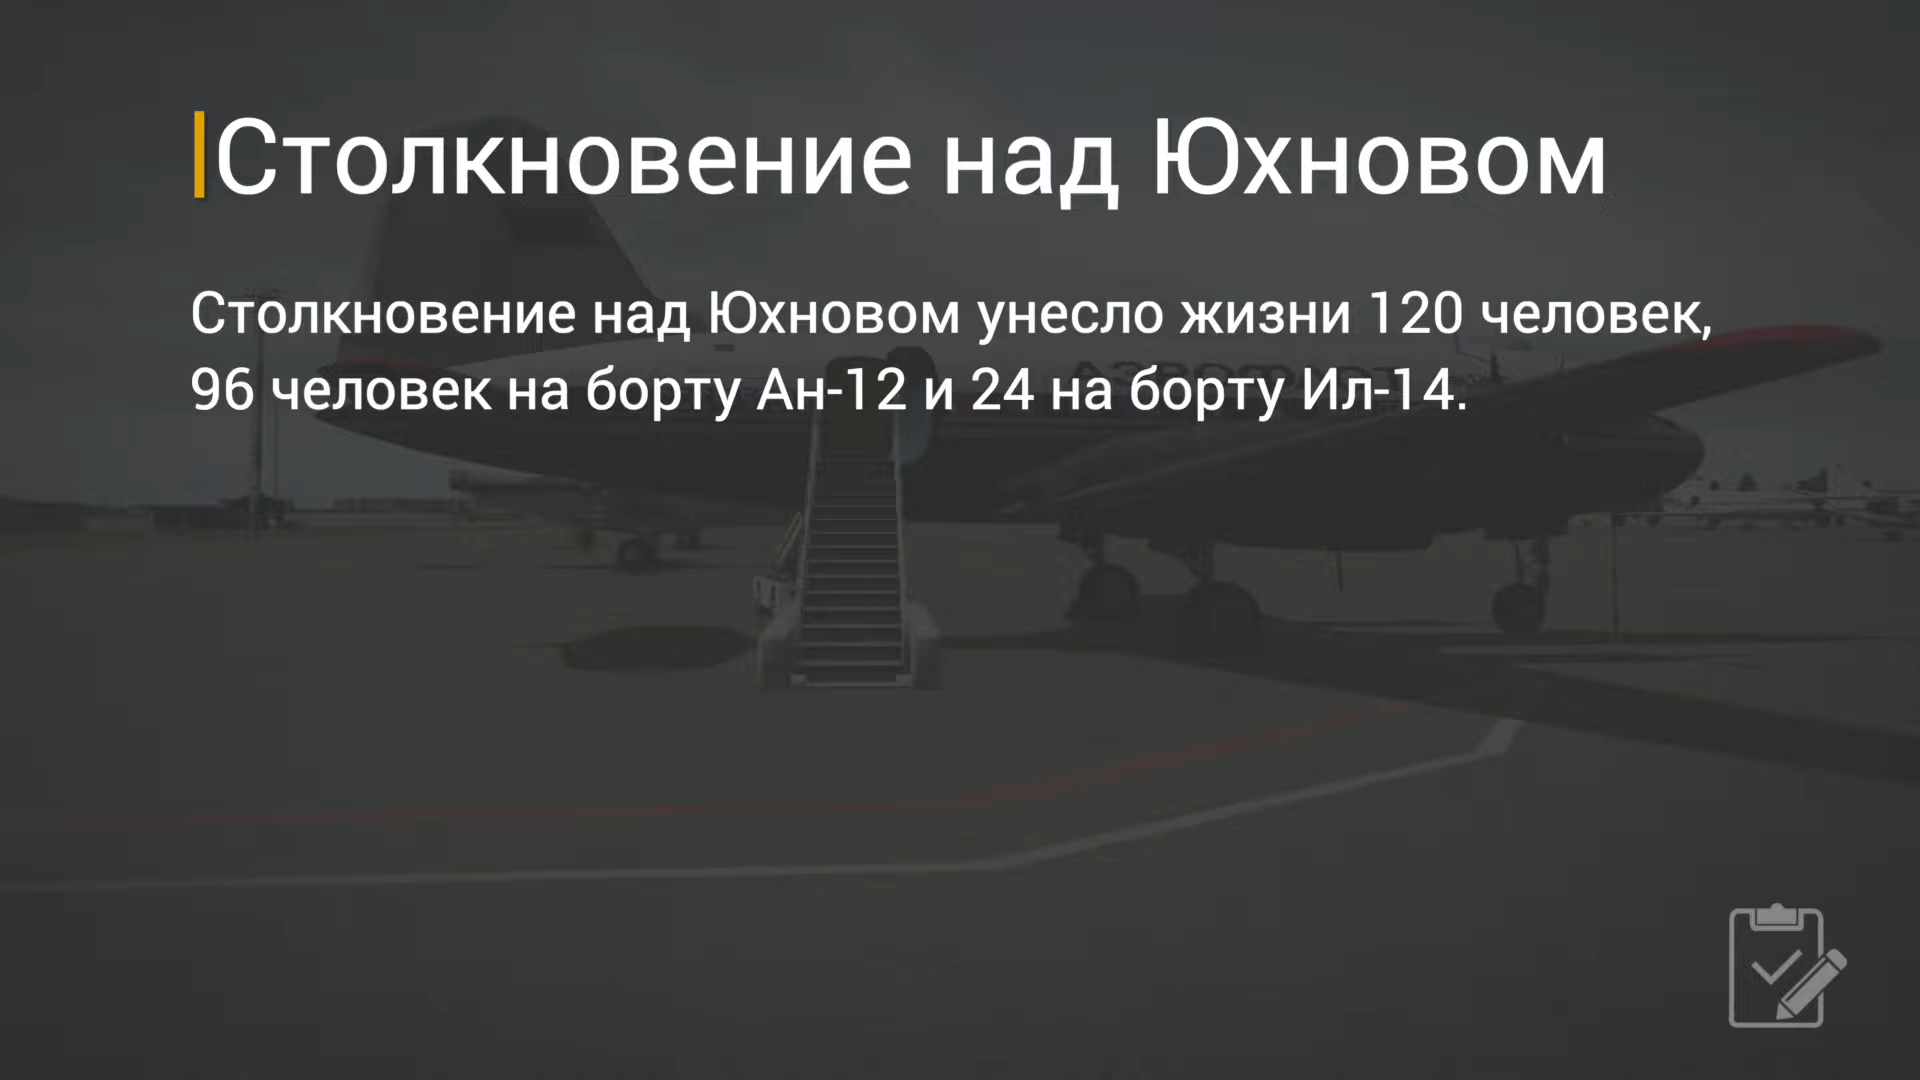 Столкновение над Юхновом
Столкновение над Юхновом унесло жизни 120 человек,
96 человек на борту Ан-12 и 24 на борту Ил-14.
АЭРОФЛОТ